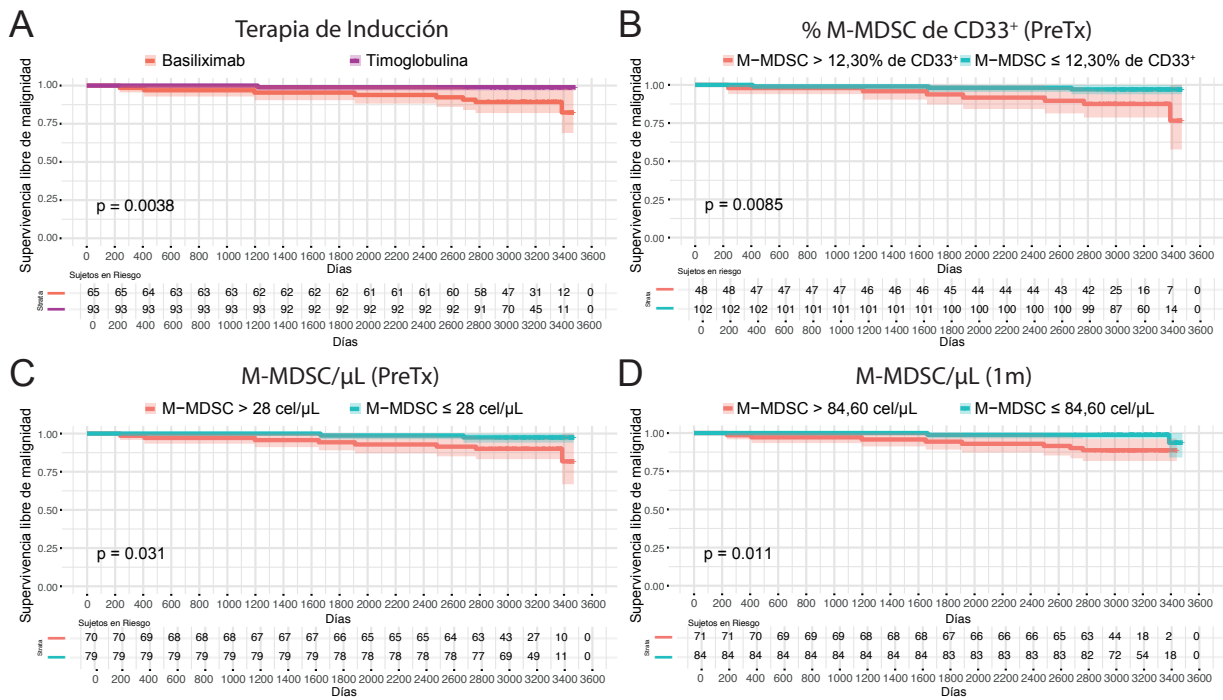 A
Terapia de Inducción
Basiliximab Timoglobulina
Supervivencia libre de malignidad
1.00
0.75
0.50
0.25
0.00
p = 0.0038
0 200 400 600 800 1000 1200 1400 1600 1800 2000 2200 2400 2600 2800 3000 3200 3400 3600
Días
Sujetos en Riesgo
Strata
65 65 64 63 63 63 62 62 62 62 61 61 61 60 58 47 31 12 0
93 93 93 93 93 93 93 92 92 92 92 92 92 92 91 70 45 11 0
0 200 400 600 800 1000 1200 1400 1600 1800 2000 2200 2400 2600 2800 3000 3200 3400 3600
Días
B
% M-MDSC de CD33+ (PreTx)
M−MDSC > 12,30% de CD33+ M−MDSC ≤ 12,30% de CD33+
Supervivencia libre de malignidad
1.00
0.75
0.50
0.25
0.00
p = 0.0085
0 200 400 600 800 1000 1200 1400 1600 1800 2000 2200 2400 2600 2800 3000 3200 3400 3600
Días
Sujetos en riesgo
Strata
48 48 47 47 47 47 46 46 46 45 44 44 44 43 42 25 16 7 0
102 102 102 101 101 101 101 101 101 100 100 100 100 100 99 87 60 14 0
0 200 400 600 800 1000 1200 1400 1600 1800 2000 2200 2400 2600 2800 3000 3200 3400 3600
Días
C
M-MDSC/µL (PreTx)
M−MDSC > 28 cel/µL M−MDSC ≤ 28 cel/µL
Supervivencia libre de malignidad
1.00
0.75
0.50
0.25
0.00
p = 0.031
0 200 400 600 800 1000 1200 1400 1600 1800 2000 2200 2400 2600 2800 3000 3200 3400 3600
Días
Sujetos en Riesgo
Strata
70 70 69 68 68 68 67 67 67 66 65 65 65 64 63 43 27 10 0
79 79 79 79 79 79 79 79 79 78 78 78 78 78 77 69 49 11 0
0 200 400 600 800 1000 1200 1400 1600 1800 2000 2200 2400 2600 2800 3000 3200 3400 3600
Días
D
M-MDSC/µL (1m)
M−MDSC > 84,60 cel/µL M−MDSC ≤ 84,60 cel/µL
Supervivencia libre de malignidad
1.00
0.75
0.50
0.25
0.00
p = 0.011
0 200 400 600 800 1000 1200 1400 1600 1800 2000 2200 2400 2600 2800 3000 3200 3400 3600
Días
Sujetos en Riesgo
Strata
71 71 70 69 69 69 68 68 68 67 66 66 66 65 63 44 18 2 0
84 84 84 84 84 84 84 84 84 83 83 83 83 83 82 72 54 18 0
0 200 400 600 800 1000 1200 1400 1600 1800 2000 2200 2400 2600 2800 3000 3200 3400 3600
Días